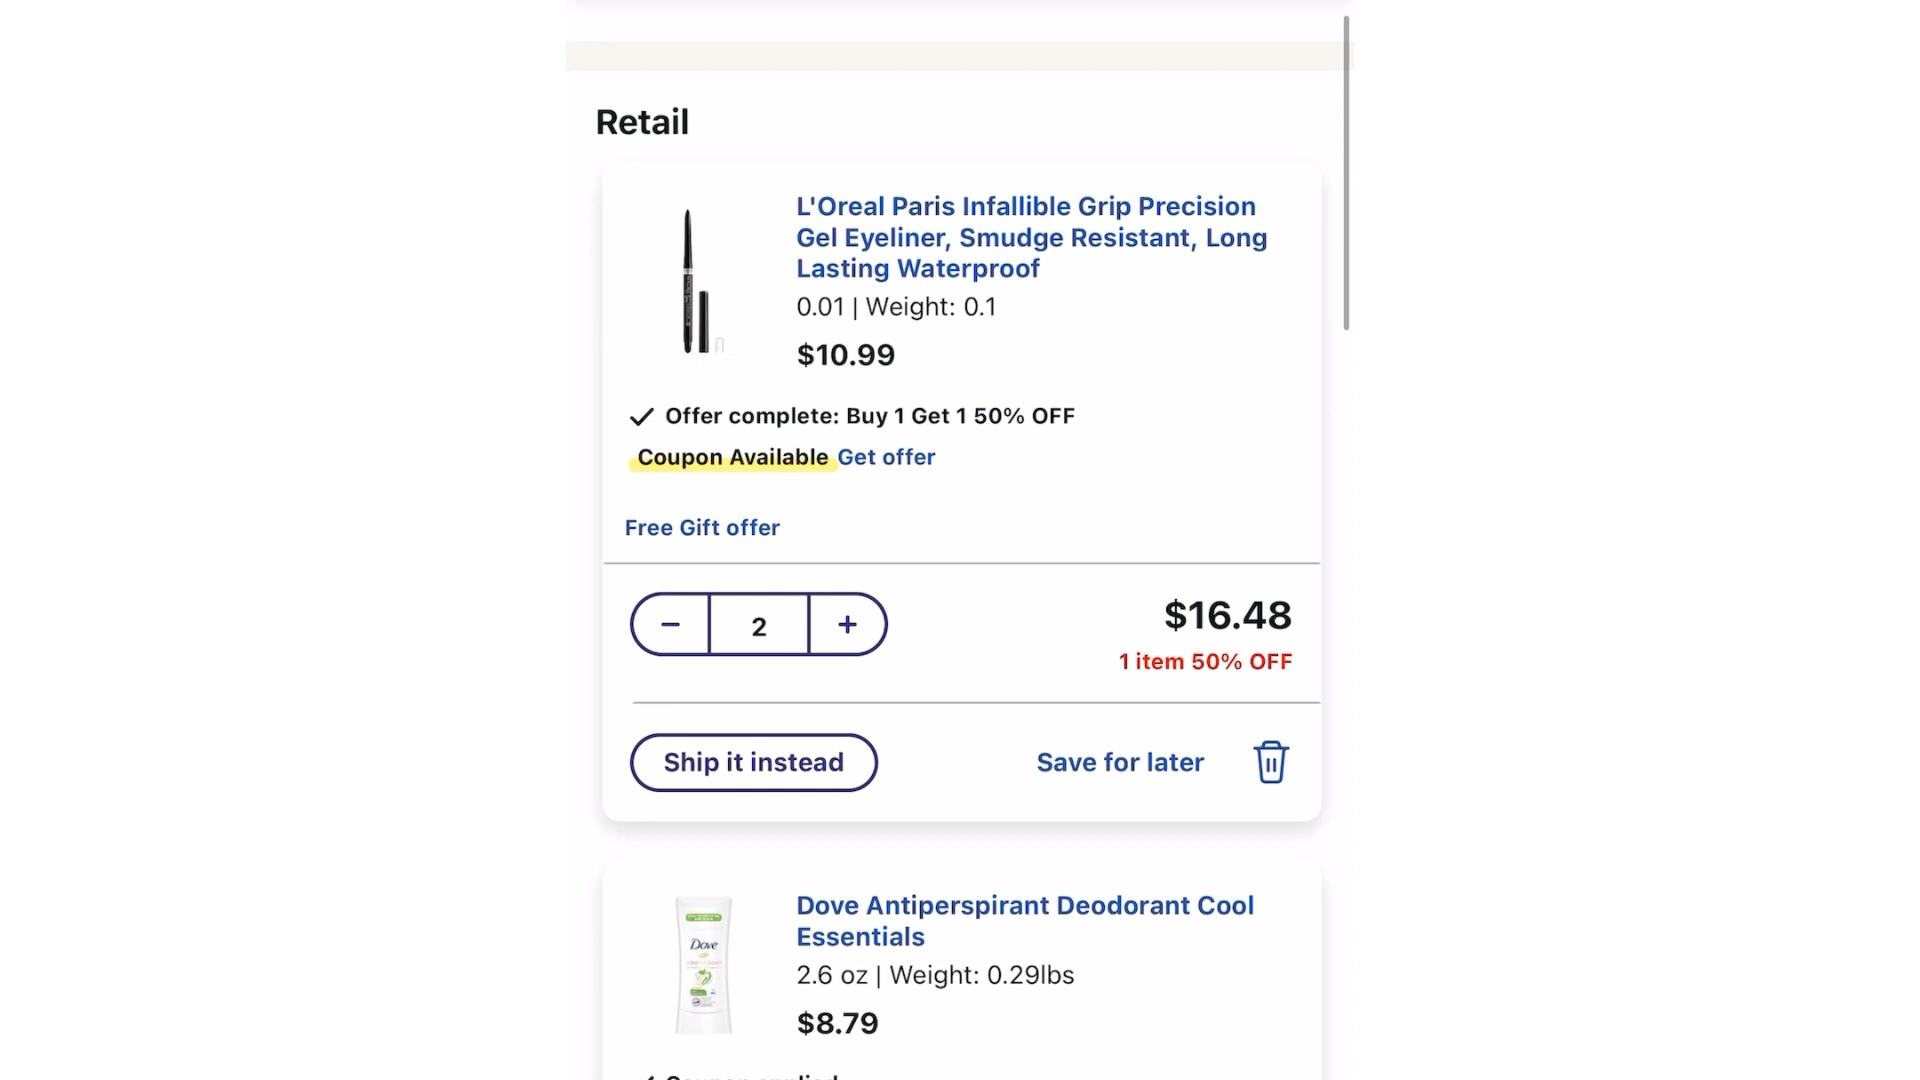 Retail
L'Oreal Paris Infallible Grip Precision
Gel Eyeliner, Smudge Resistant, Long
Lasting Waterproof
0.01 | Weight: 0.1
$10.99
Offer complete: Buy 1 Get 1 50% OFF
Coupon Available Get offer
Free Gift offer
2
$16.48
1 item 50% OFF
Ship it instead
Save for later
Dove Antiperspirant Deodorant Cool
Essentials
Dove
2.6 oz | Weight: 0.29lbs
$8.79
Coupon applied